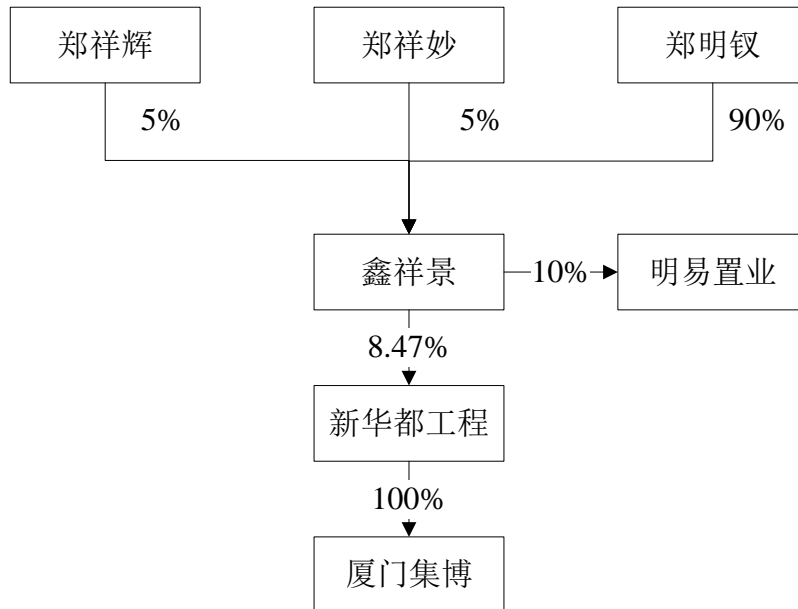 郑祥辉
郑祥妙
郑明钗
5%
5%
90%
鑫祥景
10%
明易置业
8.47%
新华都工程
100%
厦门集博